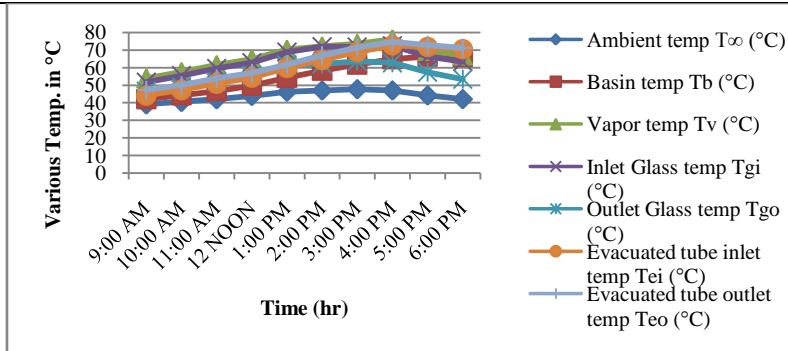 Various Temp. in °C
80
70
60
50
40
30
20
10
0
9:00 AM
10:00 AM
11:00 AM
12 NOON
1:00 PM
2:00 PM
3:00 PM
4:00 PM
5:00 PM
6:00 PM
Time (hr)
Ambient temp T∞ (°C)
Basin temp Tb (°C)
Vapor temp Tv (°C)
Inlet Glass temp Tgi
(°C)
Outlet Glass temp Tgo
(°C)
Evacuated tube inlet
temp Tei (°C)
Evacuated tube outlet
temp Teo (°C)